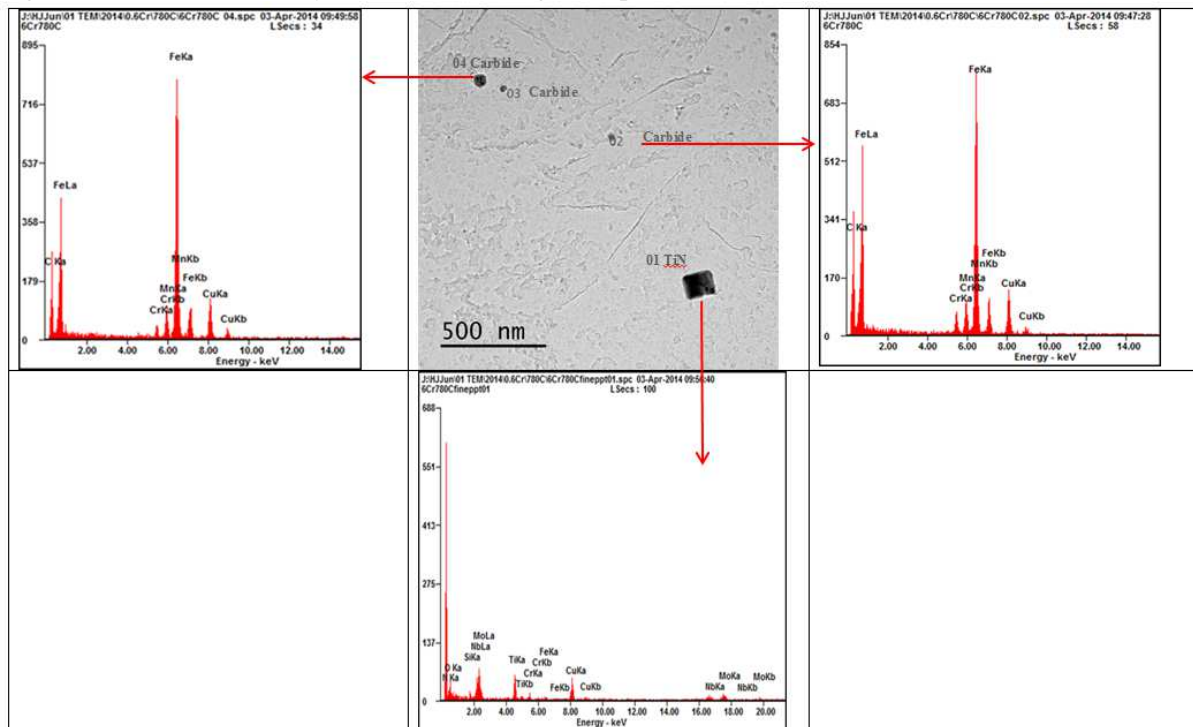 J:\HJJun\01 TEM\2014\0.6Cr\780C\6Cr780C 04.spc 03-Apr-2014 09:49:58
6Cr780C LSecs : 34
895
716
537
358
179
0
FeKa
FeLa
C Ka
MnKb
MnKa
FeKb
CrKb
CrKa
CuKa
CuKb
2.00 4.00 6.00 8.00 10.00 12.00 14.00
Energy - keV
04 Carbide
03 Carbide
02 Carbide
01 TiN
500 nm
J:\HJJun\01 TEM\2014\0.6Cr\780C\6Cr780C02.spc 03-Apr-2014 09:47:28
6Cr780C LSecs : 58
854
683
512
341
170
0
FeKa
FeLa
C Ka
FeKb
MnKb
MnKa
CrKb
CrKa
CuKa
CuKb
2.00 4.00 6.00 8.00 10.00 12.00 14.00
Energy - keV
J:\HJJun\01 TEM\2014\0.6Cr\780C\6Cr780Cfineppt01.spc 03-Apr-2014 09:56:40
6Cr780Cfineppt01 LSecs : 100
688
551
413
275
137
0
MoLa
NbLa
SiKa
O Ka
N Ka
TiKa
TiKb
FeKa
CrKb
CrKa
FeKb
CuKa
CuKb
MoKa
NbKa
MoKb
NbKb
2.00 4.00 6.00 8.00 10.00 12.00 14.00 16.00 18.00 20.00
Energy - keV